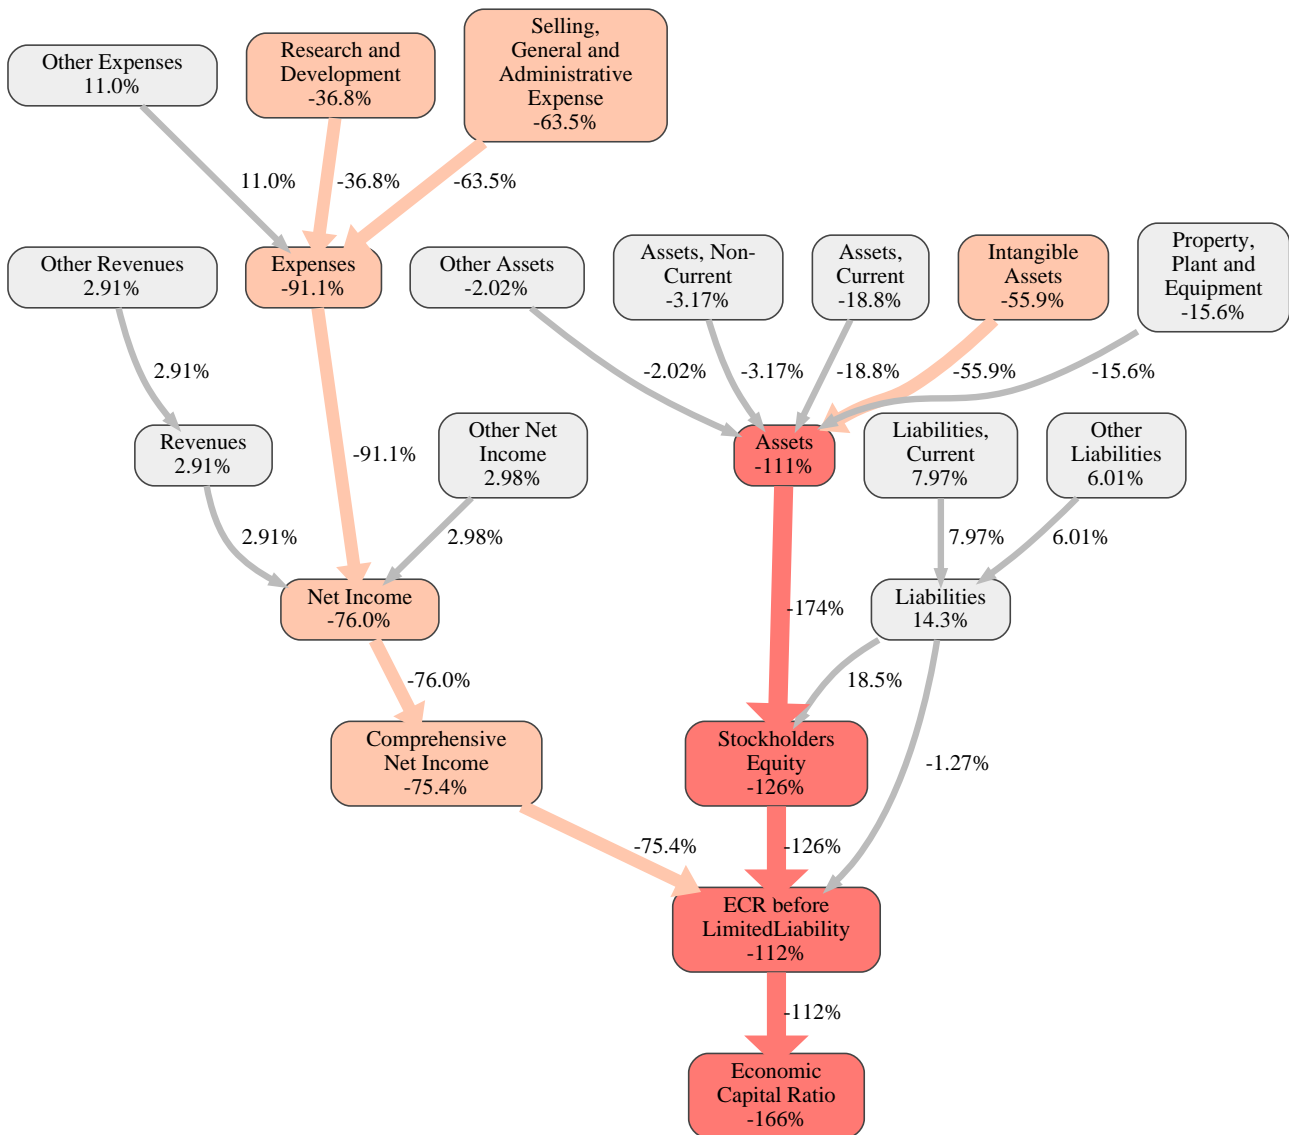 Other Expenses
11.0%
Research and
Development
-36.8%
Selling,
General and
Administrative
Expense
-63.5%
11.0%
-36.8%
-63.5%
Other Revenues
2.91%
Expenses
-91.1%
Other Assets
-2.02%
Assets, Non-
Current
-3.17%
Assets,
Current
-18.8%
Intangible
Assets
-55.9%
Property,
Plant and
Equipment
-15.6%
2.91%
-2.02%
-3.17%
-18.8%
-55.9%
-15.6%
Revenues
2.91%
-91.1%
Other Net
Income
2.98%
Assets
-111%
Liabilities,
Current
7.97%
Other
Liabilities
6.01%
2.91%
2.98%
7.97%
6.01%
Net Income
-76.0%
-174%
Liabilities
14.3%
-76.0%
18.5%
Comprehensive
Net Income
-75.4%
Stockholders
Equity
-126%
-1.27%
-75.4%
-126%
ECR before
LimitedLiability
-112%
-112%
Economic
Capital Ratio
-166%